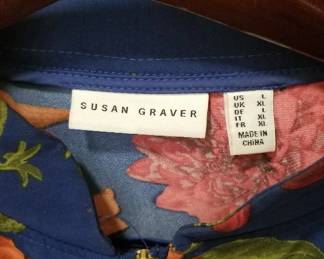 SUSAN GRAVER
US L
UK XL
DE L
IT XL
FR XL
MADE IN
CHINA